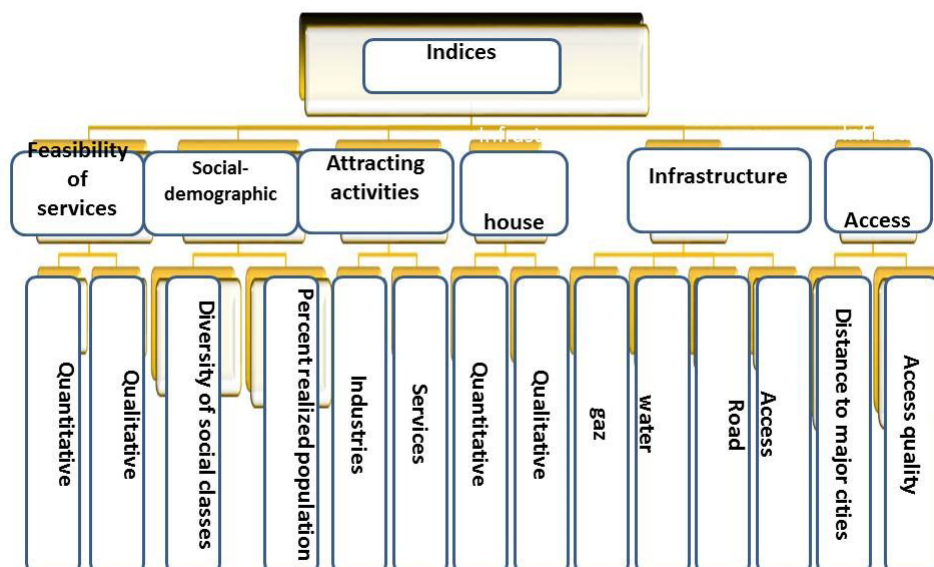 Indices
Feasibility
of
services
Social-
demographic
Attracting
activities
house
Infrastructure
Access
Quantitative
Qualitative
Diversity of social classes
Percent realized population
Industries
Services
Quantitative
Qualitative
gaz
water
Road
Access
Distance to major cities
Access quality